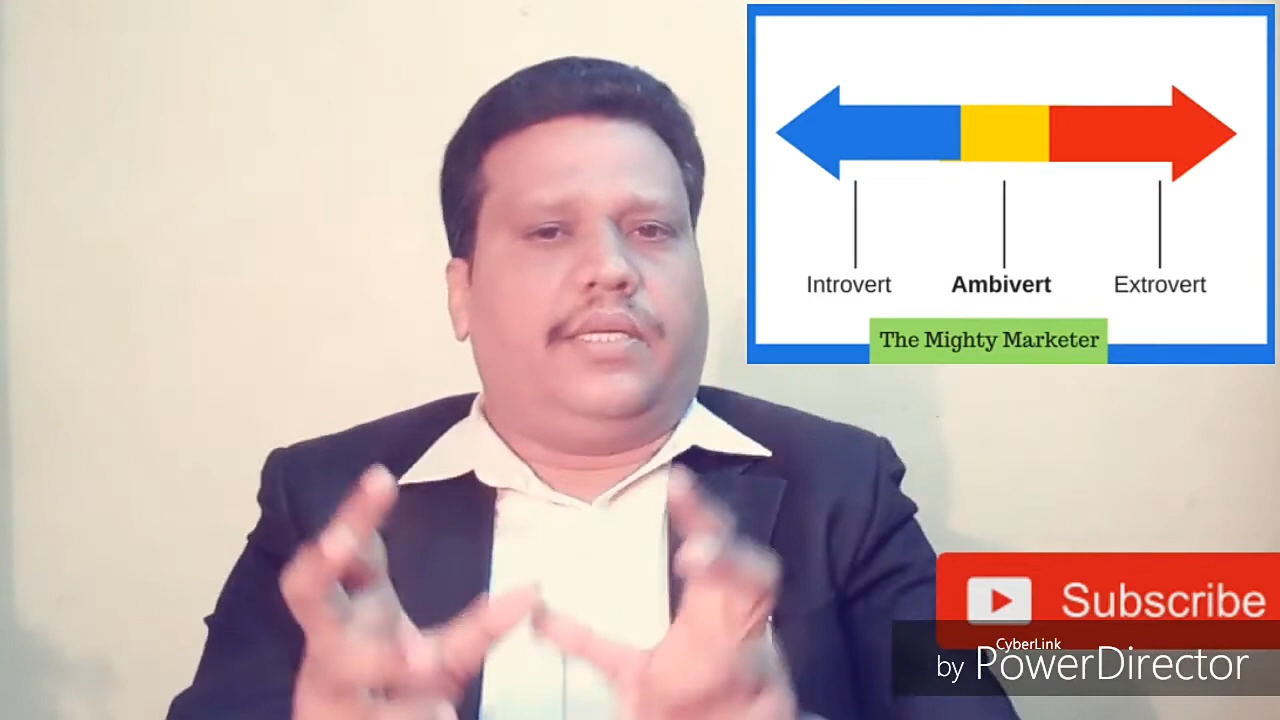 Introvert Ambivert Extrovert
The Mighty Marketer
Subscribe
CyberLink
by PowerDirector